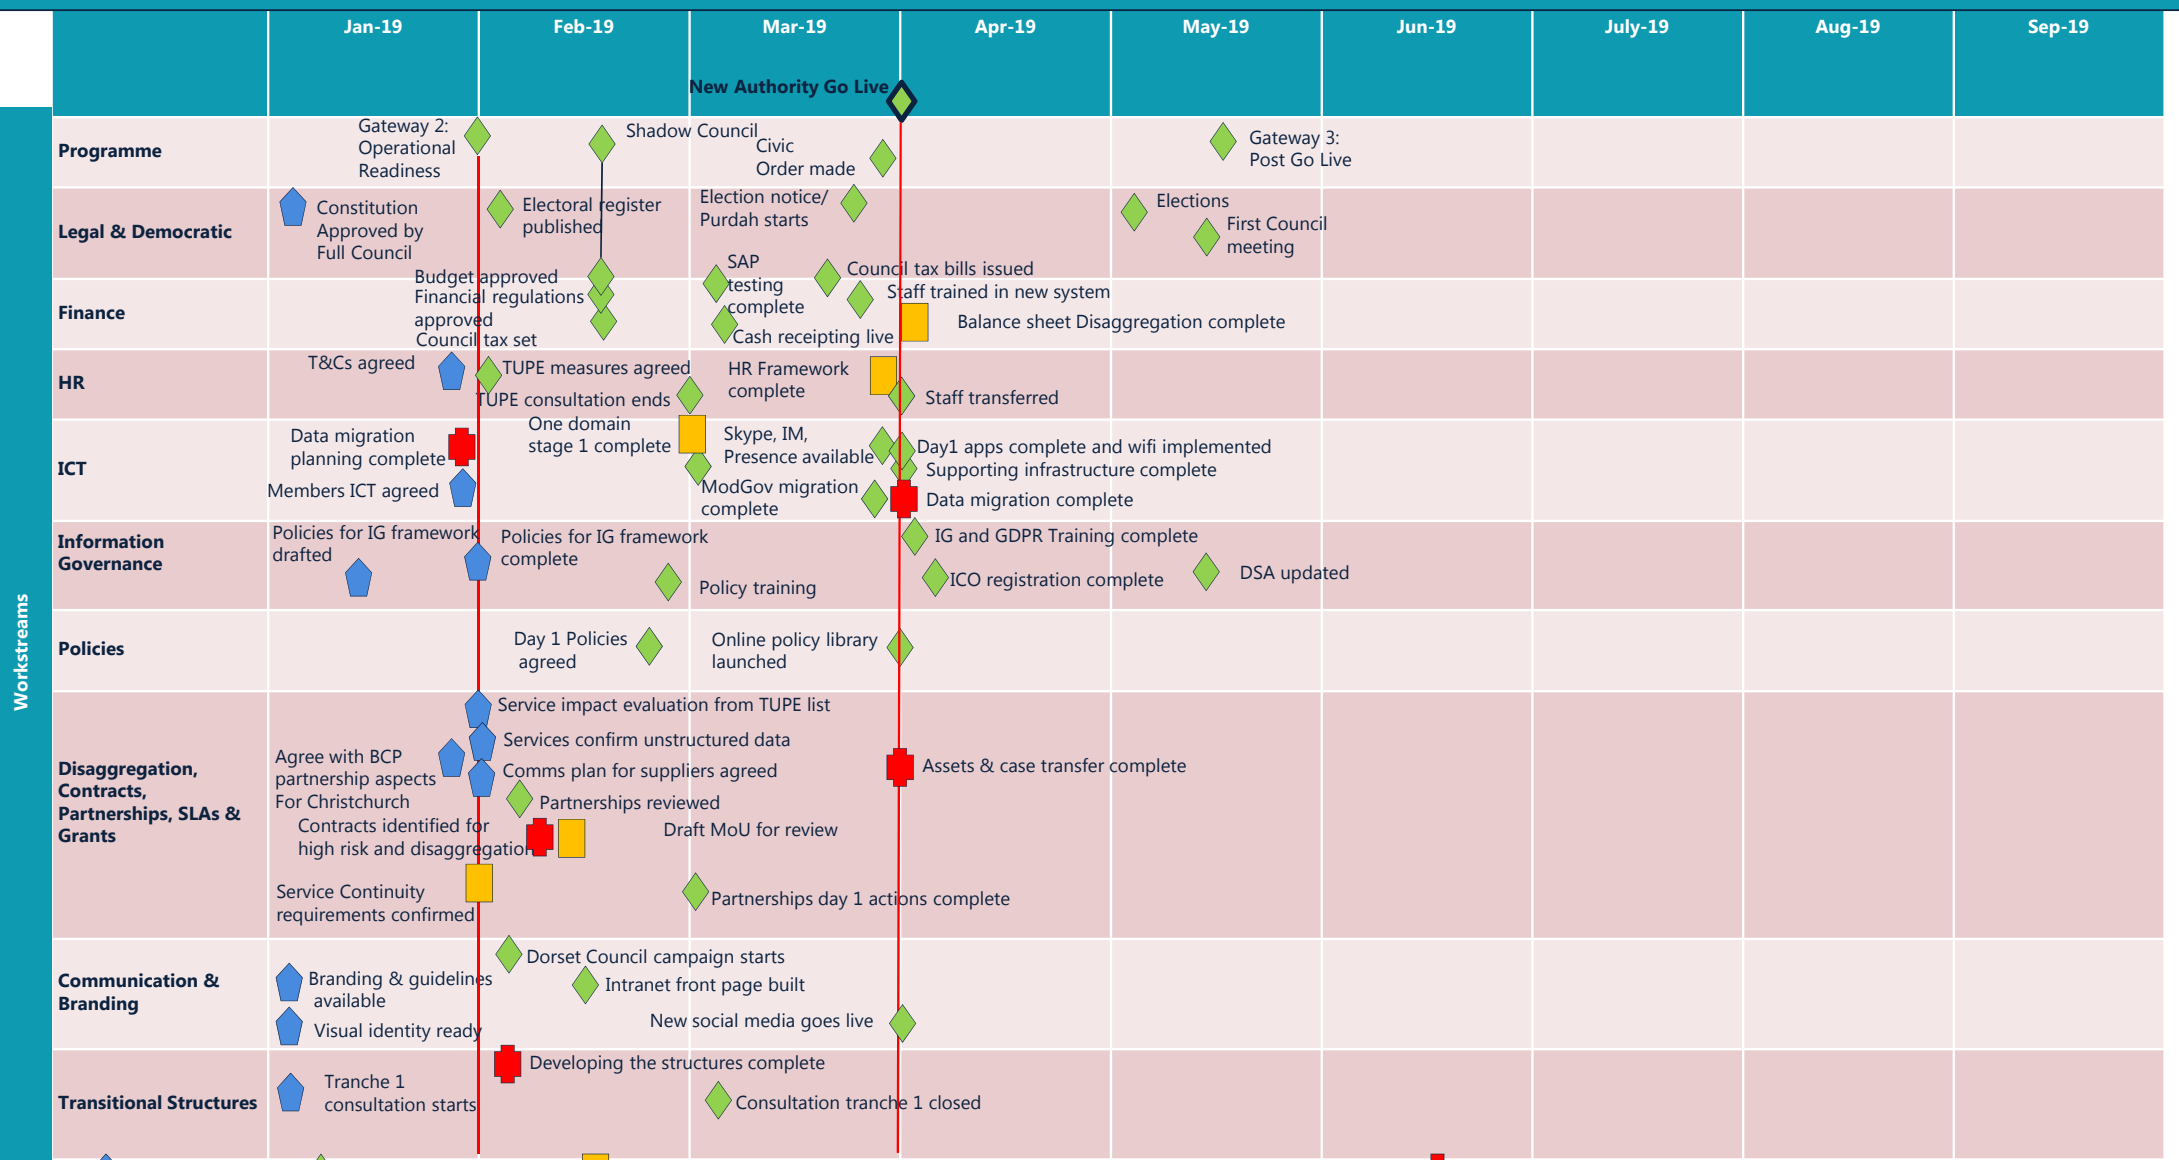 Jan-19
Feb-19
Mar-19
Apr-19
May-19
Jun-19
July-19
Aug-19
Sep-19
New Authority Go Live
Workstreams
Programme
Gateway 2:
Operational
Readiness
Shadow Council
Civic
Order made
Gateway 3:
Post Go Live
Legal & Democratic
Constitution
Approved by
Full Council
Electoral register
published
Election notice/
Purdah starts
Elections
First Council
meeting
Finance
Budget approved
Financial regulations
approved
Council tax set
SAP
testing
complete
Cash receipting live
Council tax bills issued
Staff trained in new system
Balance sheet Disaggregation complete
HR
T&Cs agreed
TUPE measures agreed
TUPE consultation ends
HR Framework
complete
Staff transferred
ICT
Data migration
planning complete
Members ICT agreed
One domain
stage 1 complete
Skype, IM,
Presence available
ModGov migration
complete
Day1 apps complete and wifi implemented
Supporting infrastructure complete
Data migration complete
Information
Governance
Policies for IG framework
drafted
Policies for IG framework
complete
Policy training
IG and GDPR Training complete
ICO registration complete
DSA updated
Policies
Day 1 Policies
agreed
Online policy library
launched
Disaggregation,
Contracts,
Partnerships, SLAs &
Grants
Service impact evaluation from TUPE list
Services confirm unstructured data
Agree with BCP
partnership aspects
For Christchurch
Comms plan for suppliers agreed
Partnerships reviewed
Contracts identified for
high risk and disaggregation
Draft MoU for review
Service Continuity
requirements confirmed
Partnerships day 1 actions complete
Assets & case transfer complete
Communication &
Branding
Branding & guidelines
available
Visual identity ready
Dorset Council campaign starts
Intranet front page built
New social media goes live
Transitional Structures
Tranche 1
consultation starts
Developing the structures complete
Consultation tranche 1 closed